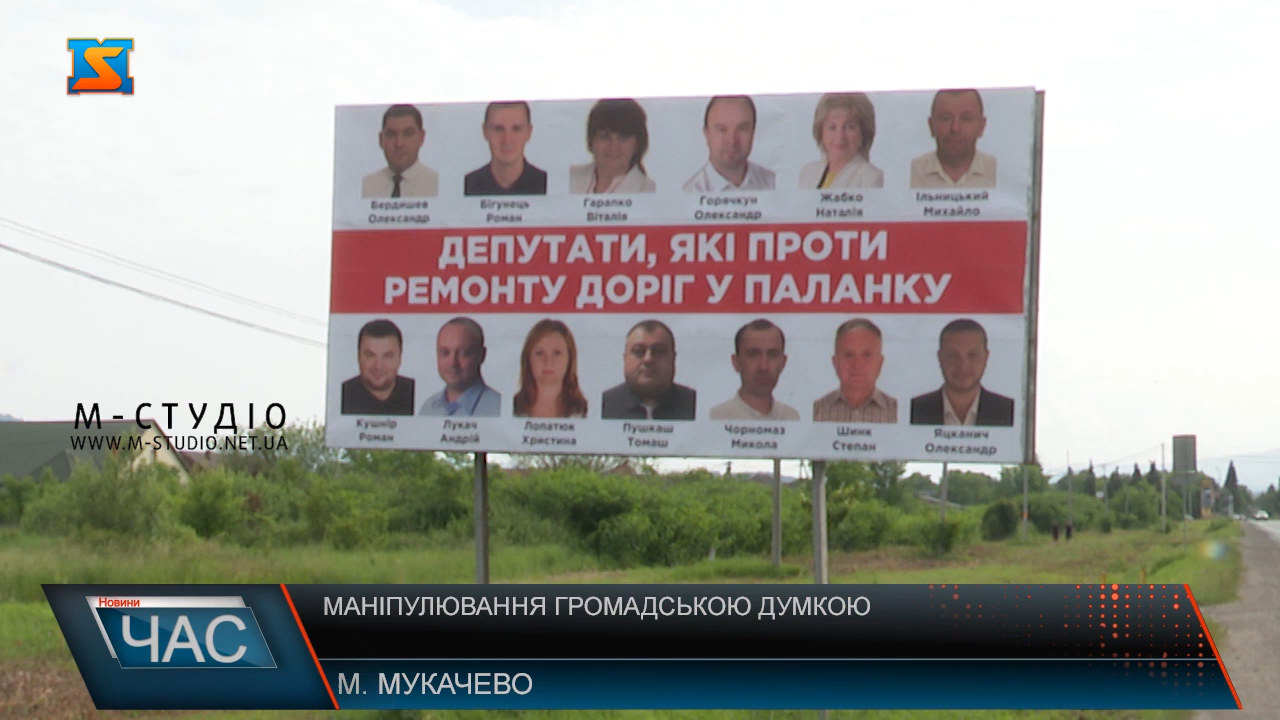 Бердишев Олександр
Бігунець Роман
Гарапко Віталія
Горячкун Олександр
Жабко Наталія
Ільницький Михайло
ДЕПУТАТИ, ЯКІ ПРОТИ
РЕМОНТУ ДОРІГ У ПАЛАНКУ
Кушнір Роман
Лукач Андрій
Лопатюк Христина
Пушкаш Томаш
Чорномаз Микола
Шинк Степан
Яцканич Олександр
М-СТУДІО
WWW.M-STUDIO.NET.UA
Новини
ЧАС
МАНІПУЛЮВАННЯ ГРОМАДСЬКОЮ ДУМКОЮ
М. МУКАЧЕВО